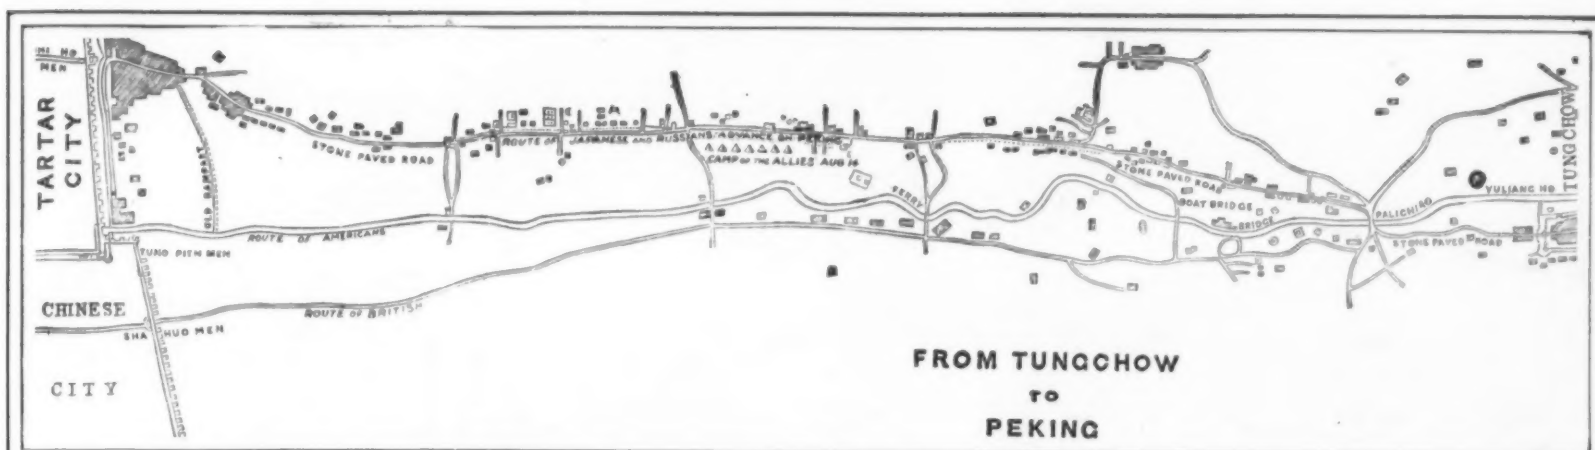 MEN
TARTAR
CITY
OLD RAMPART
STONE PAVED ROAD
ROUTE OF JAPANESE AND RUSSIANS ADVANCE ON
CAMP OF THE ALLIES AUG
FERRY
STONE PAVED ROAD
BOAT BRIDGE
BRIDGE
PALICHIAO
YULIANG HO
TUNGCHOW
STONE PAVED ROAD
ROUTE OF AMERICANS
TUNG PIEN MEN
CHINESE
SHA HUO MEN
ROUTE OF BRITISH
CITY
FROM TUNGCHOW
TO
PEKING